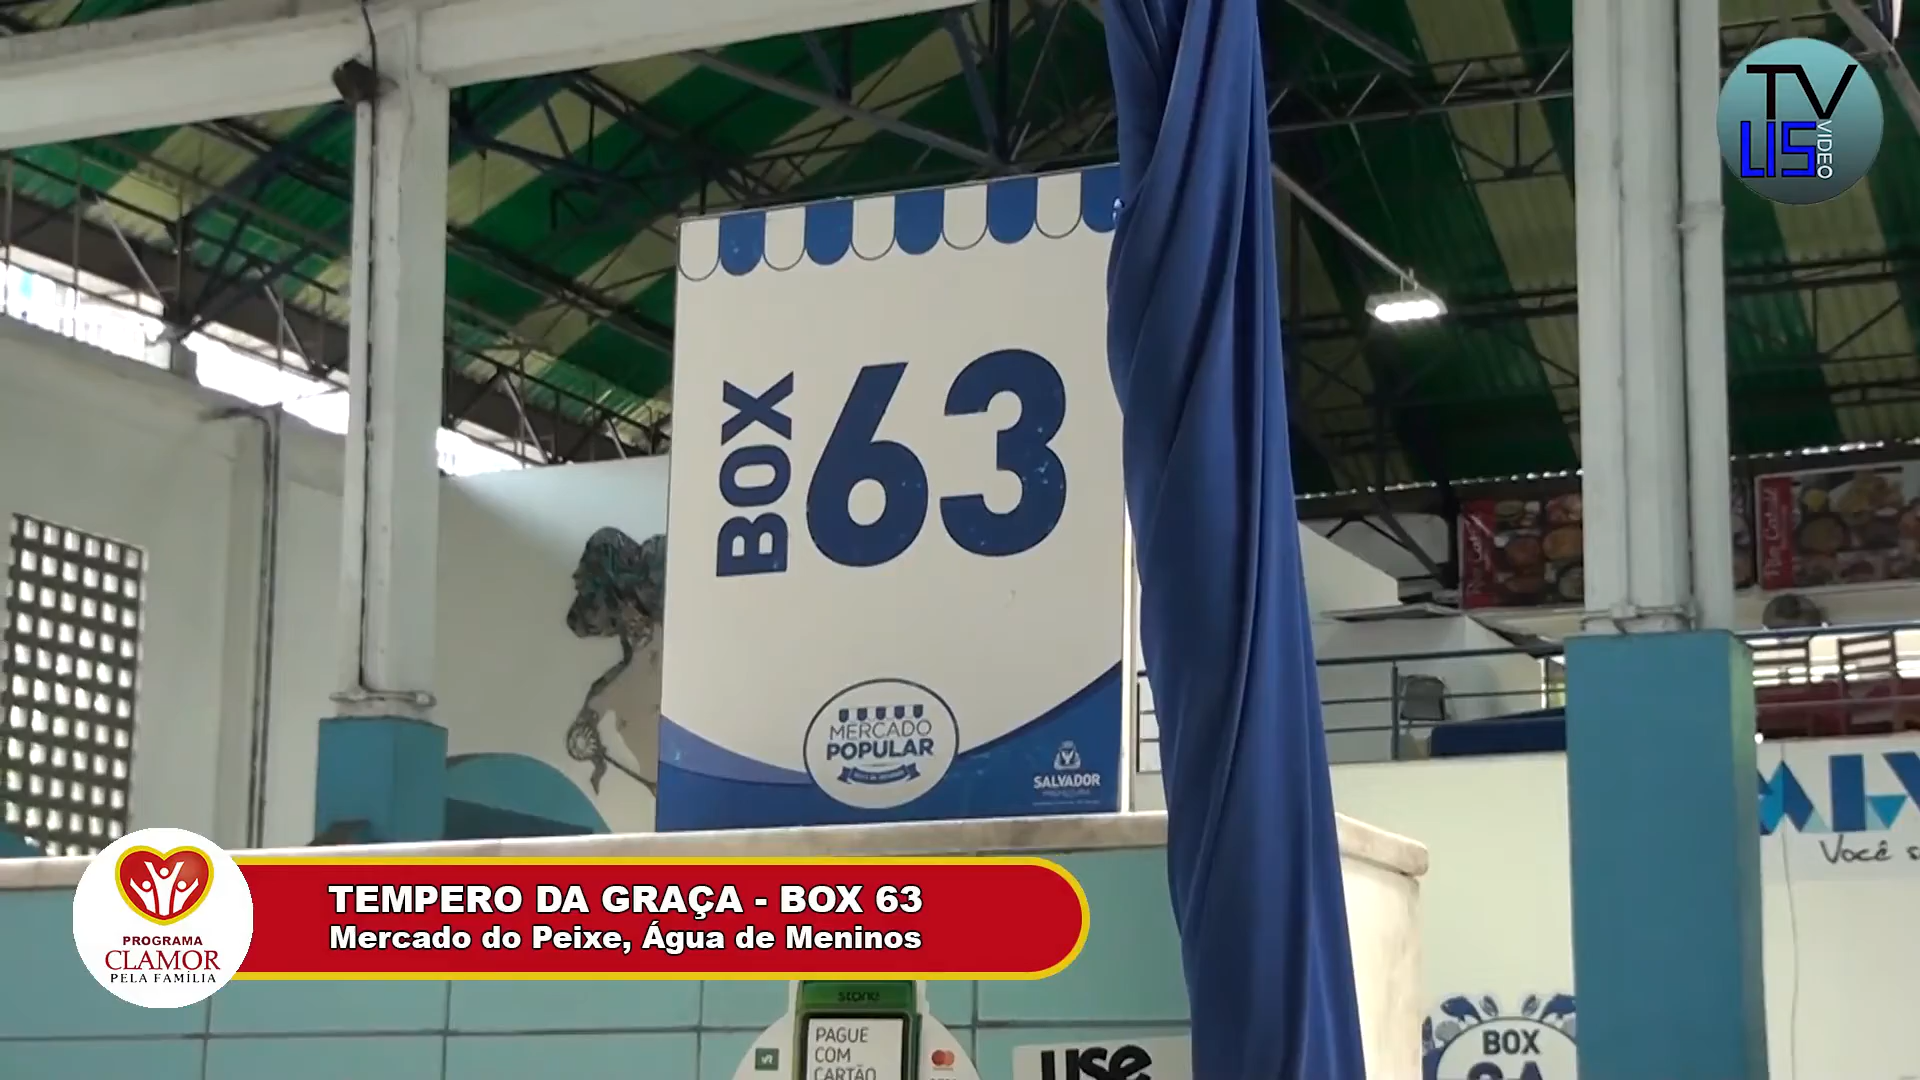 TV
LIS
VIDEO
BOX 63
MERCADO
POPULAR
SALVADOR
PREFEITURA
Você
TEMPERO DA GRAÇA - BOX 63
Mercado do Peixe, Água de Meninos
PROGRAMA
CLAMOR
PELA FAMÍLIA
stone
PAGUE
COM
CARTÃO
use
BOX